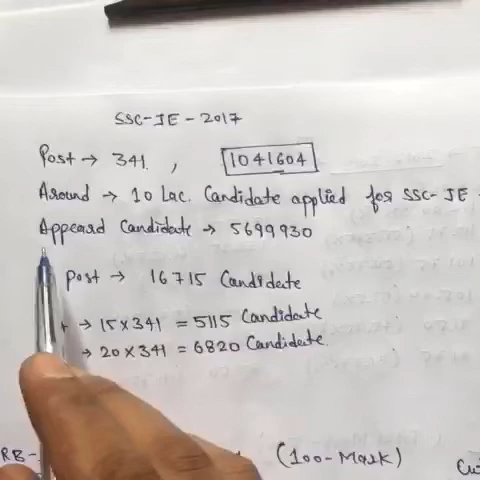 SSC-JE-2017
Post → 341, 1041604
Around → 10 Lac. Candidate applied for SSC-JE-
Appeard Candidate → 5699930
post → 16715 Candidate
→ 15×341 = 5115 Candidate
→ 20×341 = 6820 Candidate.
RB- (100-Mark)